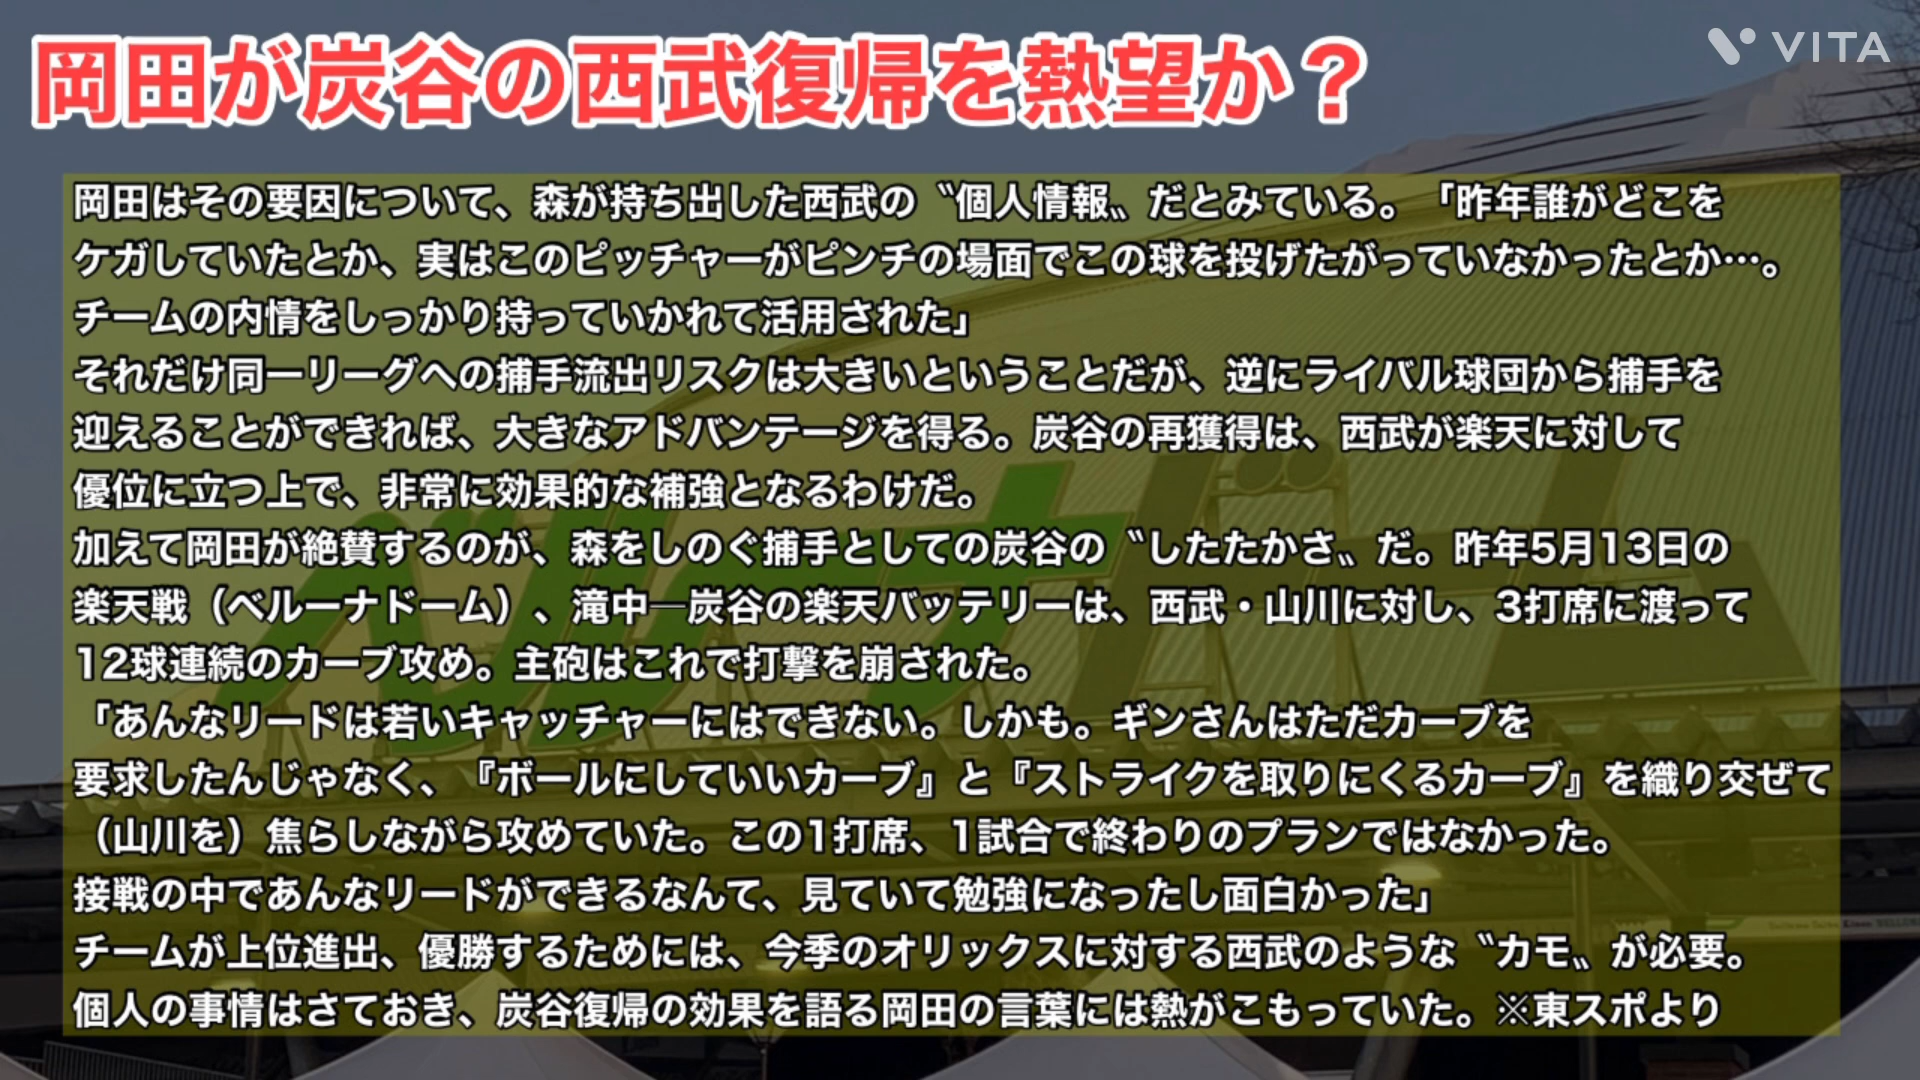 岡田が炭谷の西武復帰を熱望か？
VITA
岡田はその要因について、森が持ち出した西武の〝個人情報〟だとみている。「昨年誰がどこを
ケガしていたとか、実はこのピッチャーがピンチの場面でこの球を投げたがっていなかったとか…。
チームの内情をしっかり持っていかれて活用された」
それだけ同一リーグへの捕手流出リスクは大きいということだが、逆にライバル球団から捕手を
迎えることができれば、大きなアドバンテージを得る。炭谷の再獲得は、西武が楽天に対して
優位に立つ上で、非常に効果的な補強となるわけだ。
加えて岡田が絶賛するのが、森をしのぐ捕手としての炭谷の〝したたかさ〟だ。昨年5月13日の
楽天戦（ベルーナドーム）、滝中―炭谷の楽天バッテリーは、西武・山川に対し、3打席に渡って
12球連続のカーブ攻め。主砲はこれで打撃を崩された。
「あんなリードは若いキャッチャーにはできない。しかも。ギンさんはただカーブを
要求したんじゃなく、『ボールにしていいカーブ』と『ストライクを取りにくるカーブ』を織り交ぜて
（山川を）焦らしながら攻めていた。この1打席、1試合で終わりのプランではなかった。
接戦の中であんなリードができるなんて、見ていて勉強になったし面白かった」
チームが上位進出、優勝するためには、今季のオリックスに対する西武のような〝カモ〟が必要。
個人の事情はさておき、炭谷復帰の効果を語る岡田の言葉には熱がこもっていた。※東スポより